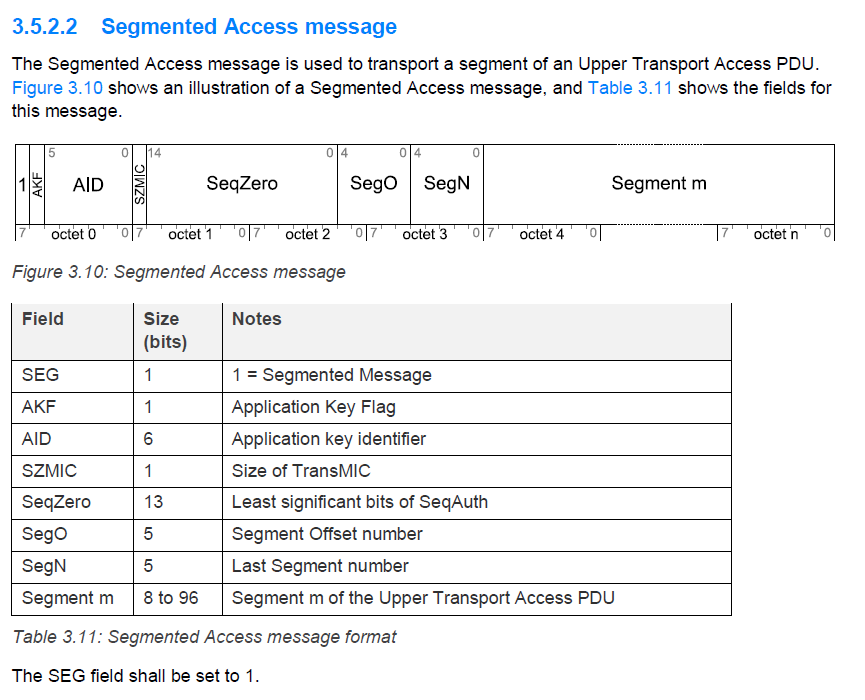 3.5.2.2 Segmented Access message
The Segmented Access message is used to transport a segment of an Upper Transport Access PDU.
Figure 3.10 shows an illustration of a Segmented Access message, and Table 3.11 shows the fields for
this message.
5 0 14 0 4 0 4 0
1 AKF AID SZMIC SeqZero SegO SegN Segment m
7 octet 0 0 7 octet 1 0 7 octet 2 0 7 octet 3 0 7 octet 4 0 7 octet n 0
Figure 3.10: Segmented Access message
Field Size Notes
(bits)
SEG 1 1 = Segmented Message
AKF 1 Application Key Flag
AID 6 Application key identifier
SZMIC 1 Size of TransMIC
SeqZero 13 Least significant bits of SeqAuth
SegO 5 Segment Offset number
SegN 5 Last Segment number
Segment m 8 to 96 Segment m of the Upper Transport Access PDU
Table 3.11: Segmented Access message format
The SEG field shall be set to 1.